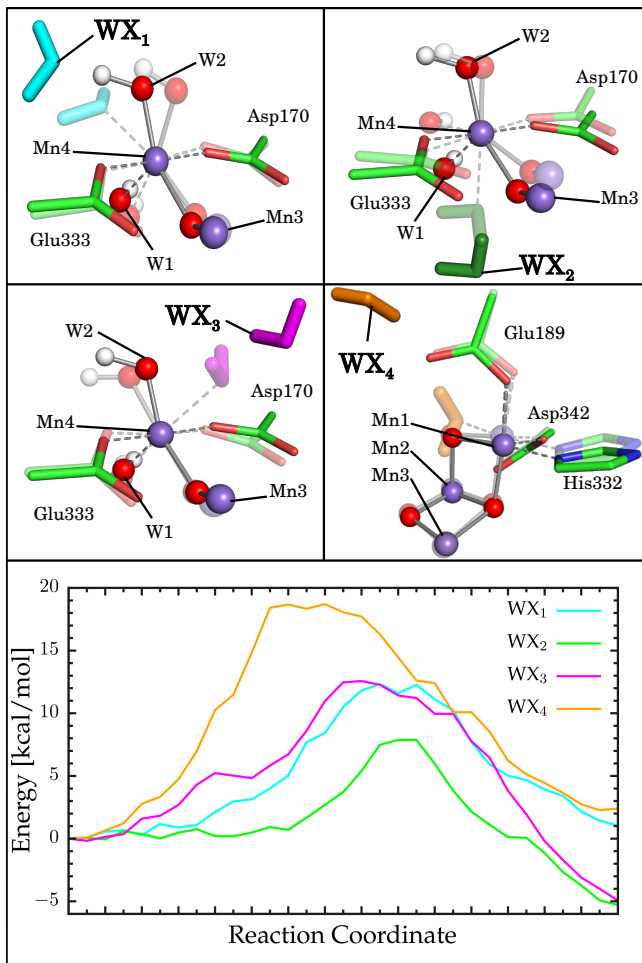 WX₁
W2
Asp170
Mn4
Glu333
W1
Mn3
W2
Asp170
Mn4
Glu333
W1
Mn3
WX₂
W2
WX₃
Asp170
Mn4
Glu333
W1
Mn3
WX₄
Glu189
Asp342
Mn1
Mn2
Mn3
His332
20
15
10
5
0
−5
Energy [kcal/mol]
WX₁
WX₂
WX₃
WX₄
Reaction Coordinate